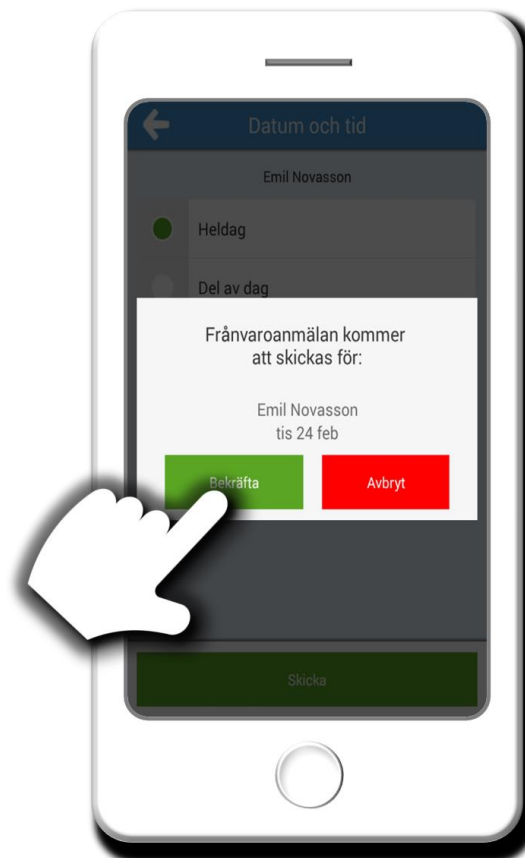 Datum och tid
Emil Novasson
Heldag
Del av dag
Frånvaroanmälan kommer
att skickas för:
Emil Novasson
tis 24 feb
Bekräfta
Avbryt
Skicka